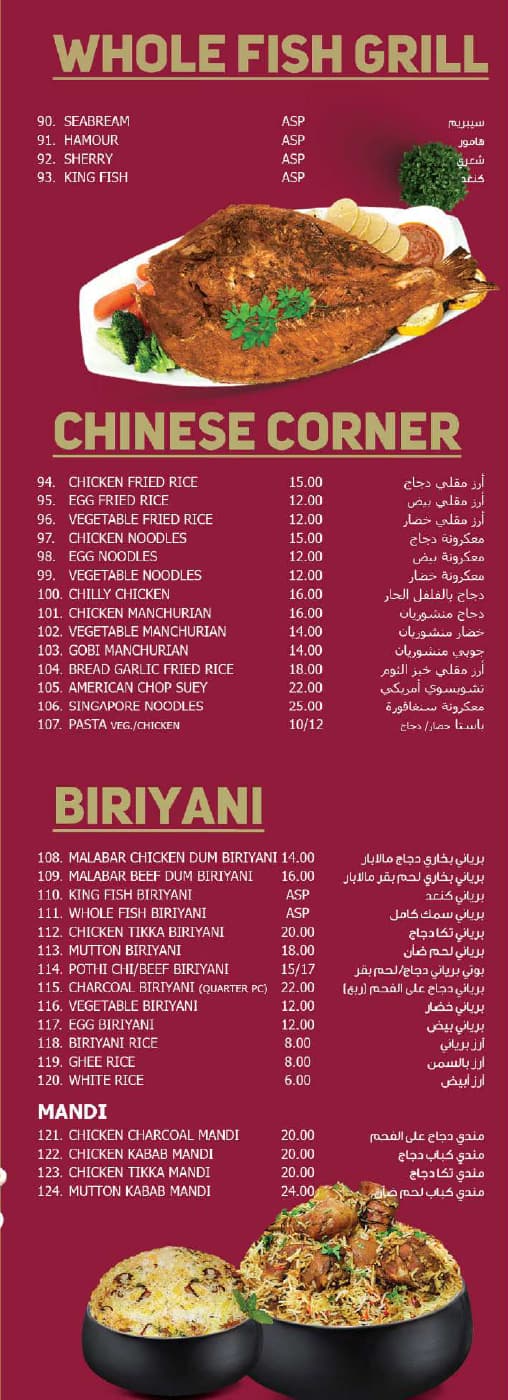 WHOLE FISH GRILL
90. SEABREAM ASP سيبريم
91. HAMOUR ASP هامور
92. SHERRY ASP شعري
93. KING FISH ASP كنعد
CHINESE CORNER
94. CHICKEN FRIED RICE 15.00 أرز مقلي دجاج
95. EGG FRIED RICE 12.00 أرز مقلي بيض
96. VEGETABLE FRIED RICE 12.00 أرز مقلي خضار
97. CHICKEN NOODLES 15.00 معكرونة دجاج
98. EGG NOODLES 12.00 معكرونة بيض
99. VEGETABLE NOODLES 12.00 معكرونة خضار
100. CHILLY CHICKEN 16.00 دجاج بالفلفل الحار
101. CHICKEN MANCHURIAN 16.00 دجاج منشوريان
102. VEGETABLE MANCHURIAN 14.00 خضار منشوريان
103. GOBI MANCHURIAN 14.00 جوبي منشوريان
104. BREAD GARLIC FRIED RICE 18.00 أرز مقلي خبز الثوم
105. AMERICAN CHOP SUEY 22.00 تشوبسوي أمريكي
106. SINGAPORE NOODLES 25.00 معكرونة سنغافورة
107. PASTA VEG./CHICKEN 10/12 باستا خضار/ دجاج
BIRIYANI
108. MALABAR CHICKEN DUM BIRIYANI 14.00 برياني بخاري دجاج مالابار
109. MALABAR BEEF DUM BIRIYANI 16.00 برياني بخاري لحم بقر مالابار
110. KING FISH BIRIYANI ASP برياني كنعد
111. WHOLE FISH BIRIYANI ASP برياني سمك كامل
112. CHICKEN TIKKA BIRIYANI 20.00 برياني تكا دجاج
113. MUTTON BIRIYANI 18.00 برياني لحم ضأن
114. POTHI CHI/BEEF BIRIYANI 15/17 بوتي برياني دجاج/لحم بقر
115. CHARCOAL BIRIYANI (QUARTER PC) 22.00 برياني دجاج على الفحم (ربع)
116. VEGETABLE BIRIYANI 12.00 برياني خضار
117. EGG BIRIYANI 12.00 برياني بيض
118. BIRIYANI RICE 8.00 أرز برياني
119. GHEE RICE 8.00 أرز بالسمن
120. WHITE RICE 6.00 أرز أبيض
MANDI
121. CHICKEN CHARCOAL MANDI 20.00 مندي دجاج على الفحم
122. CHICKEN KABAB MANDI 20.00 مندي كباب دجاج
123. CHICKEN TIKKA MANDI 20.00 مندي تكا دجاج
124. MUTTON KABAB MANDI 24.00 مندي كباب لحم ضأن